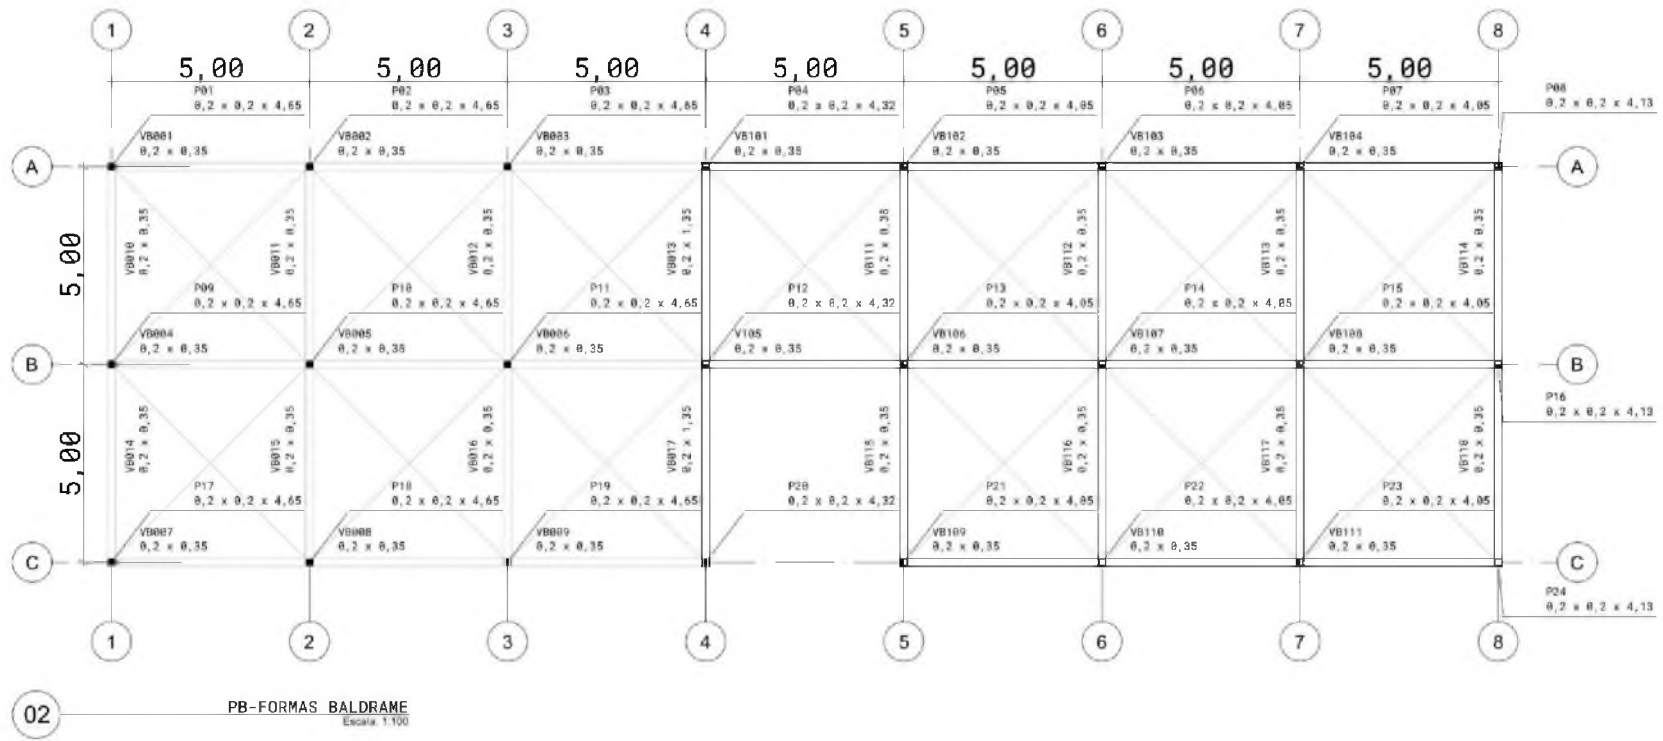 1 2 3 4 5 6 7 8
5,00 5,00 5,00 5,00 5,00 5,00 5,00
P01 P02 P03 P04 P05 P06 P07 P08
0,2 x 0,2 x 4,65 0,2 x 0,2 x 4,65 0,2 x 0,2 x 4,65 0,2 x 0,2 x 4,32 0,2 x 0,2 x 4,05 0,2 x 0,2 x 4,05 0,2 x 0,2 x 4,05 0,2 x 0,2 x 4,13
VB001 VB002 VB003 VB101 VB102 VB103 VB104
0,2 x 0,35 0,2 x 0,35 0,2 x 0,35 0,2 x 0,35 0,2 x 0,35 0,2 x 0,35 0,2 x 0,35
A A
5,00
VB010 VB011 VB012 VB013 VB111 VB112 VB113 VB114
0,2 x 0,35 0,2 x 0,35 0,2 x 0,35 0,2 x 1,35 0,2 x 0,35 0,2 x 0,35 0,2 x 0,35
P09 P10 P11 P12 P13 P14 P15
0,2 x 0,2 x 4,65 0,2 x 0,2 x 4,65 0,2 x 0,2 x 4,65 0,2 x 0,2 x 4,32 0,2 x 0,2 x 4,05 0,2 x 0,2 x 4,05 0,2 x 0,2 x 4,05
VB004 VB005 VB006 V105 VB106 VB107 VB108
0,2 x 0,35 0,2 x 0,35 0,2 x 0,35 0,2 x 0,35 0,2 x 0,35 0,2 x 0,35
B B
P16
0,2 x 0,2 x 4,13
5,00
VB014 VB015 VB016 VB017 VB115 VB116 VB117 VB118
0,2 x 0,35 0,2 x 0,35 0,2 x 0,35 0,2 x 1,35 0,2 x 0,35 0,2 x 0,35 0,2 x 0,35 0,2 x 0,35
P17 P18 P19 P20 P21 P22 P23
0,2 x 0,2 x 4,65 0,2 x 0,2 x 4,65 0,2 x 0,2 x 4,65 0,2 x 0,2 x 4,32 0,2 x 0,2 x 4,05 0,2 x 0,2 x 4,05 0,2 x 0,2 x 4,05
VB007 VB008 VB009 VB109 VB110 VB111
0,2 x 0,35 0,2 x 0,35 0,2 x 0,35 0,2 x 0,35 0,2 x 0,35 0,2 x 0,35
C C
P24
0,2 x 0,2 x 4,13
1 2 3 4 5 6 7 8
02 PB-FORMAS BALDRAME
Escala: 1:100